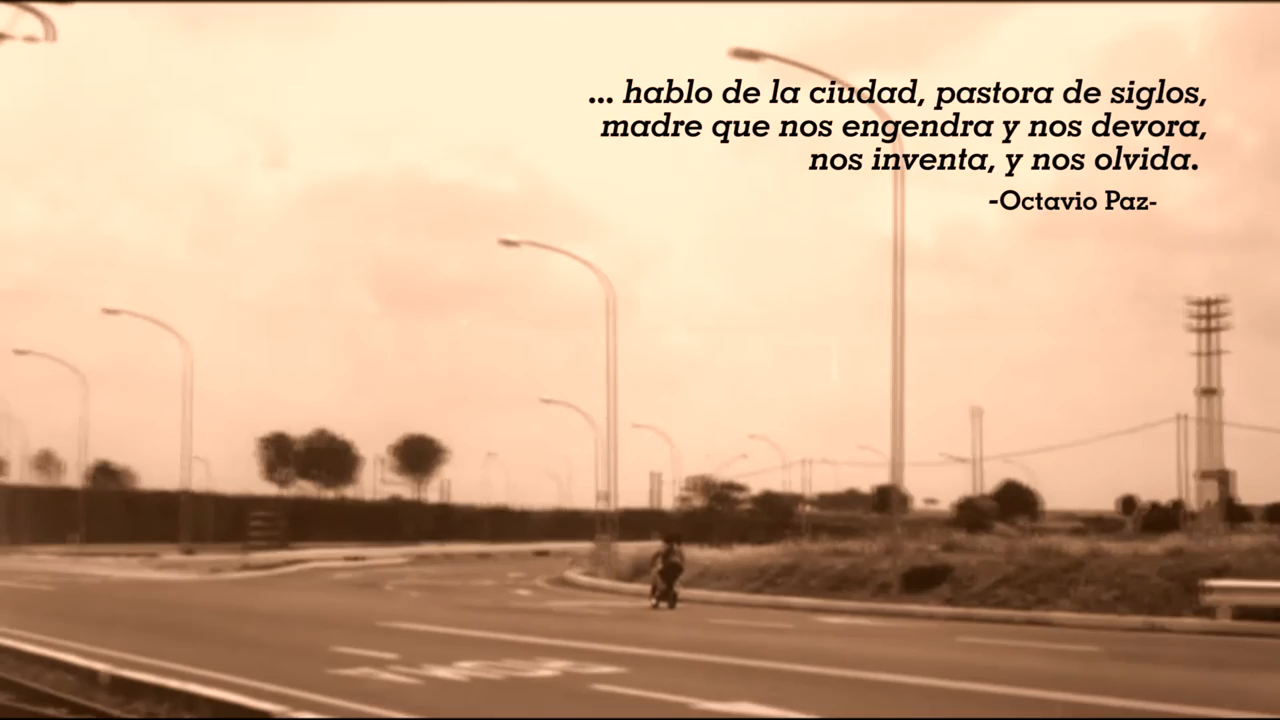 ... hablo de la ciudad, pastora de siglos,
madre que nos engendra y nos devora,
nos inventa, y nos olvida.
-Octavio Paz-